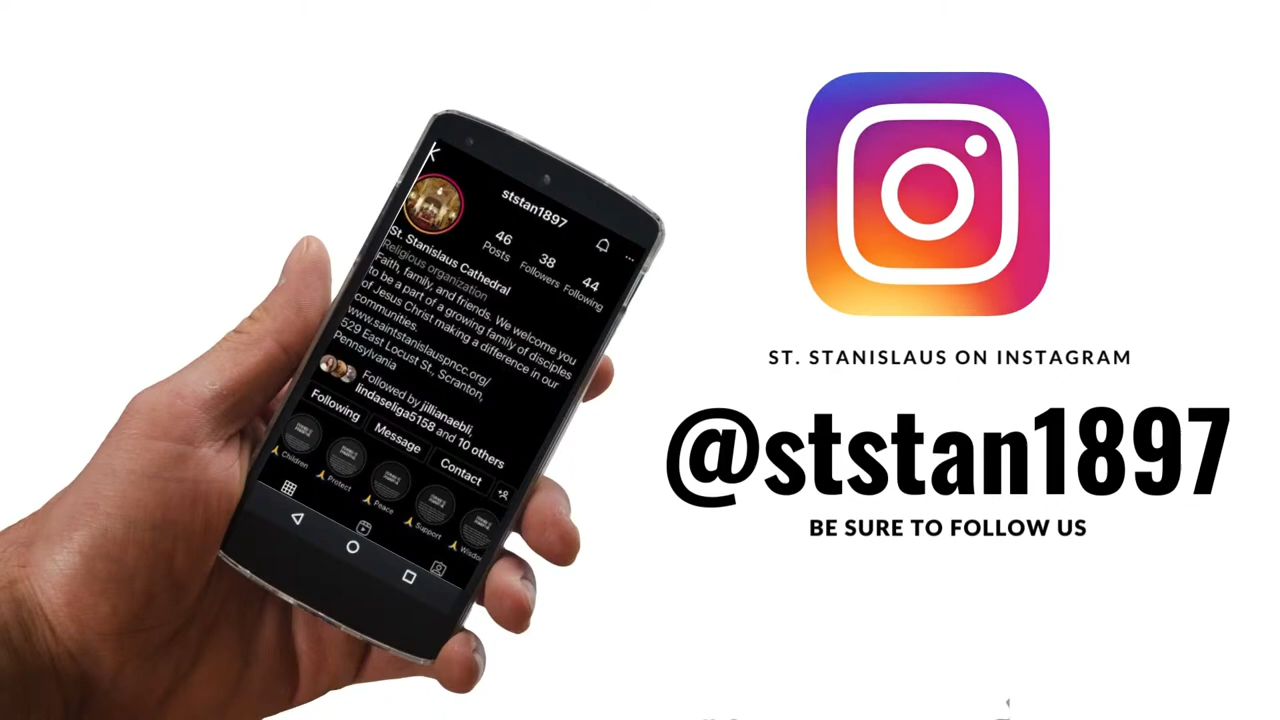 ststan1897
46
Posts
38
Followers
44
Following
St. Stanislaus Cathedral
Religious organization
Faith, family, and friends. We welcome you
to be a part of a growing family of disciples
of Jesus Christ making a difference in our
communities.
www.saintstanislauspncc.org/
529 East Locust St., Scranton,
Pennsylvania
Followed by jillianaebli,
lindaseliga5158 and 10 others
Following
Message
Contact
Children
Protect
Peace
Support
ST. STANISLAUS ON INSTAGRAM
@ststan1897
BE SURE TO FOLLOW US